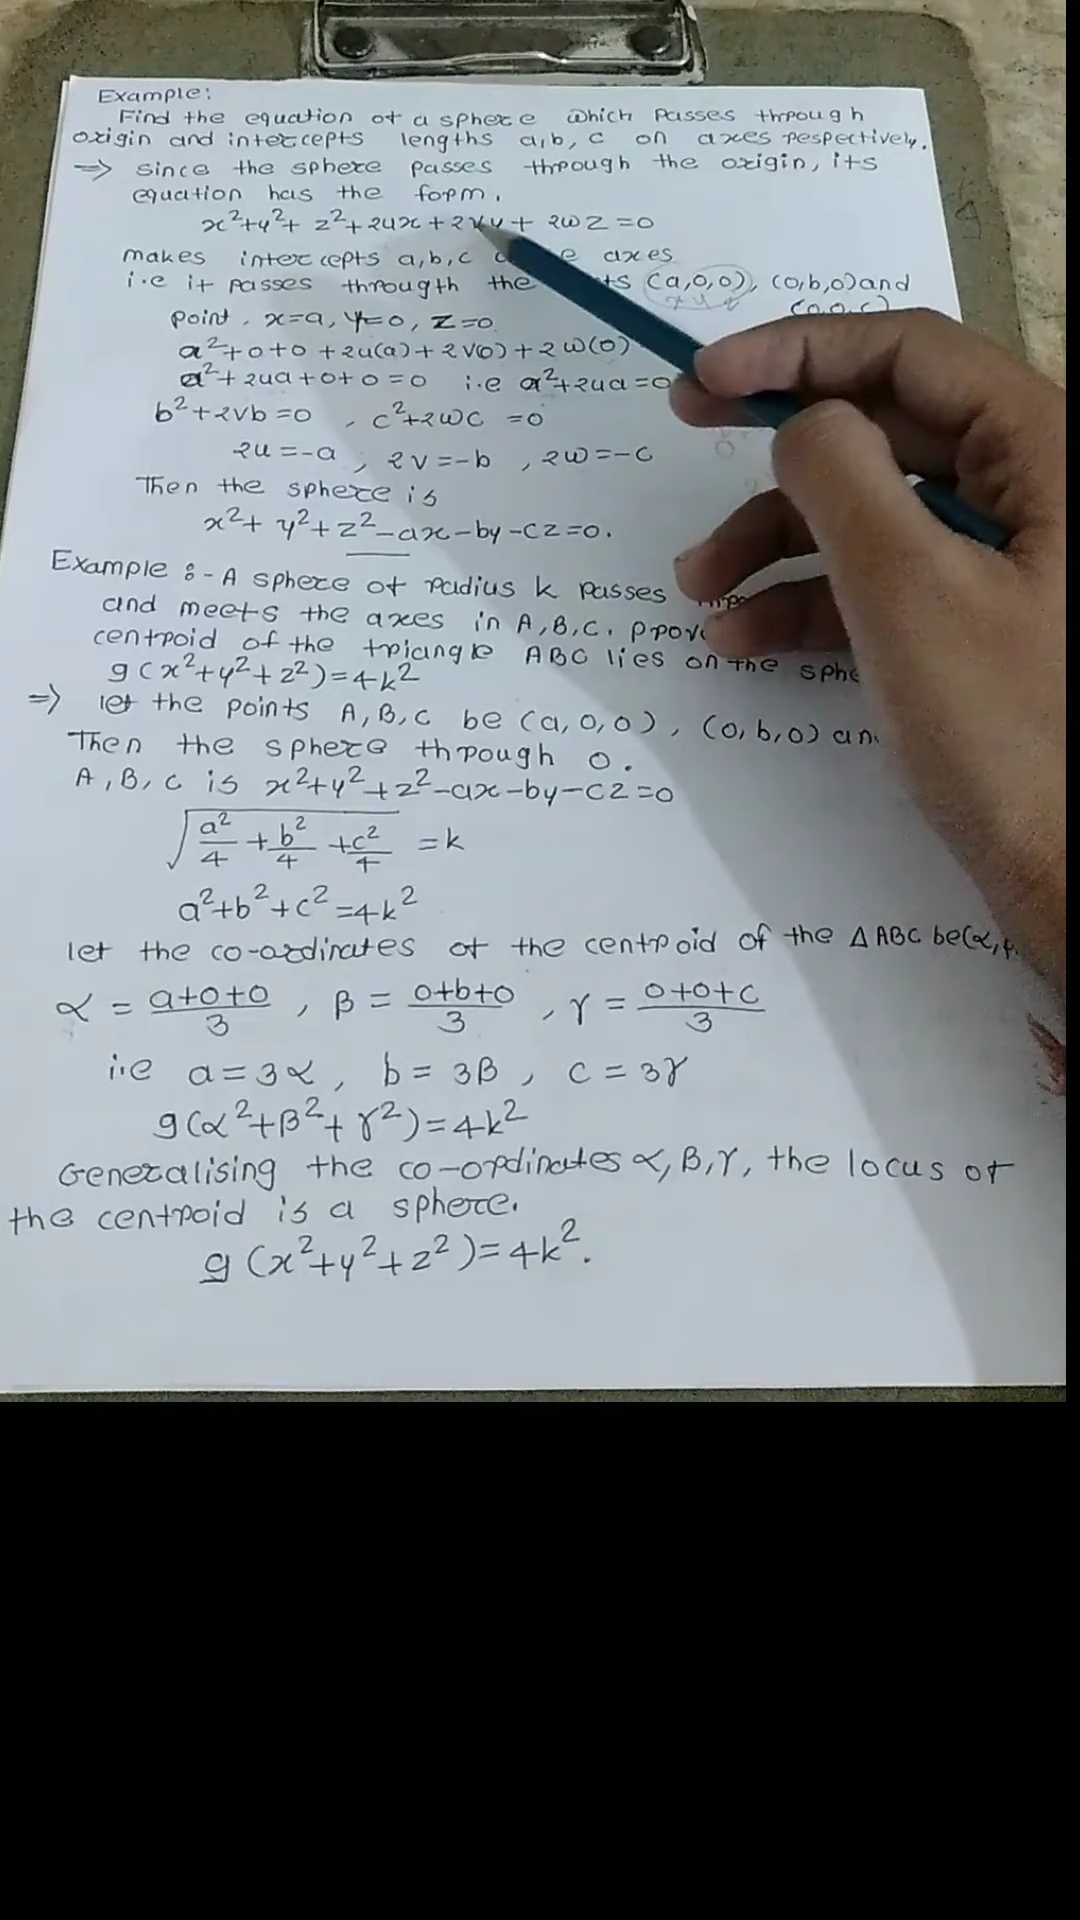 Example:
Find the equation of a sphere which passes through
origin and intercepts lengths a,b,c on axes respectively.
⇒ since the sphere passes through the origin, its
equation has the form.
x²+y²+z²+2ux+2vy+2wz=0
makes intercepts a,b,c axes
i.e it passes througth the (a,0,0), (0,b,0) and
(0,0,c)
point. x=a, y=0, z=0
a²+0+0+2u(a)+2v(0)+2w(0)
a²+2ua+0+0=0 i.e a²+2ua=0
b²+2vb=0, c²+2wc=0
2u=-a, 2v=-b, 2w=-c
Then the sphere is
x²+y²+z²-ax-by-cz=0.
Example :- A sphere of radius k passes
and meets the axes in A,B,C.
centroid of the triangle ABC lies on the
9(x²+y²+z²)=4k²
⇒ let the points A,B,C be (a,0,0), (0,b,0)
Then the sphere through O.
A,B,C is x²+y²+z²-ax-by-cz=0
√(a²/4+b²/4+c²/4) = k
a²+b²+c²=4k²
let the co-ordinates of the centroid of the Δ ABC be(α,
α = (a+0+0)/3, β = (0+b+0)/3, γ = (0+0+c)/3
i.e a=3α, b=3β, c=3γ
9(α²+β²+γ²)=4k²
Generalising the co-ordinates α,β,γ, the locus of
the centroid is a sphere.
9(x²+y²+z²)=4k².